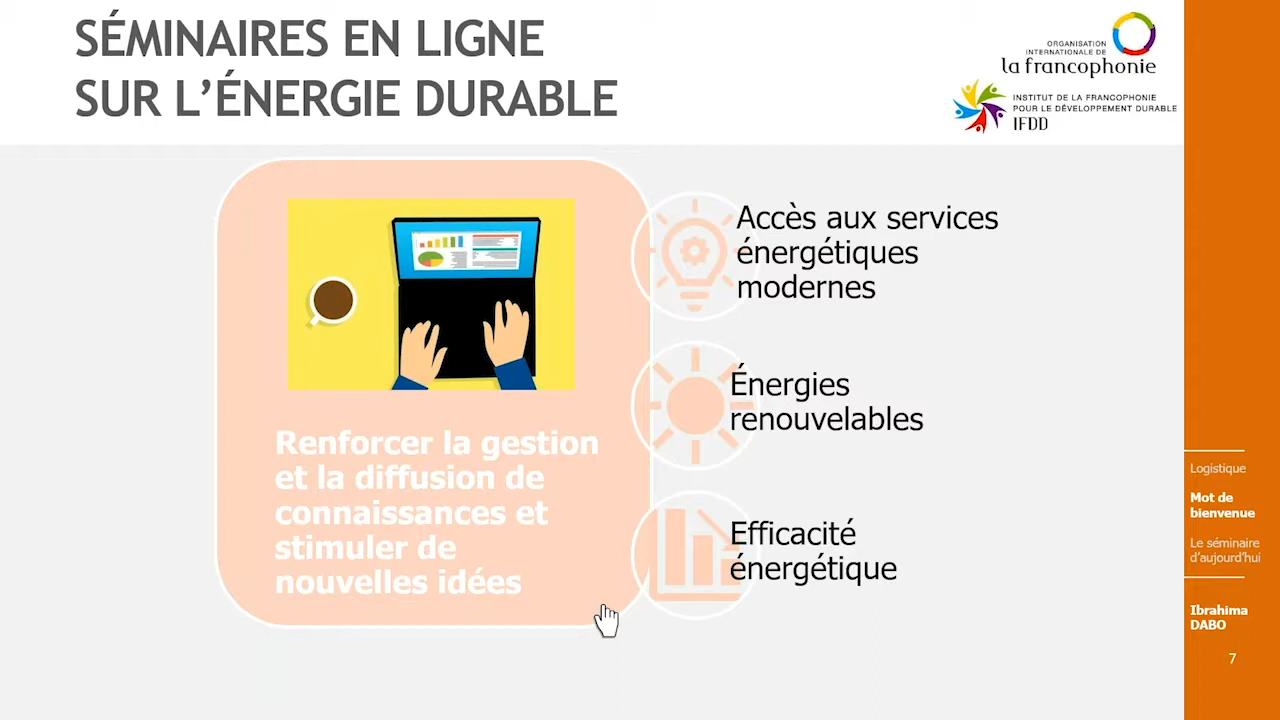 SÉMINAIRES EN LIGNE
SUR L’ÉNERGIE DURABLE
ORGANISATION
INTERNATIONALE DE
la francophonie
INSTITUT DE LA FRANCOPHONIE
POUR LE DÉVELOPPEMENT DURABLE
IFDD
Renforcer la gestion
et la diffusion de
connaissances et
stimuler de
nouvelles idées
Accès aux services
énergétiques
modernes
Énergies
renouvelables
Efficacité
énergétique
Logistique
Mot de
bienvenue
Le séminaire
d’aujourd’hui
Ibrahima
DABO
7